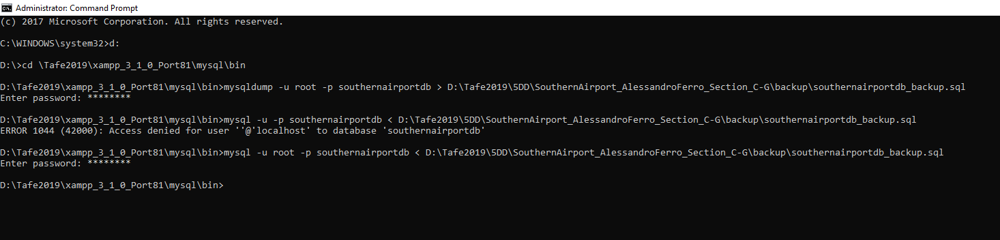 Administrator: Command Prompt
(c) 2017 Microsoft Corporation. All rights reserved.
C:\WINDOWS\system32>d:
D:\>cd \Tafe2019\xampp_3_1_0_Port81\mysql\bin
D:\Tafe2019\xampp_3_1_0_Port81\mysql\bin>mysqldump -u root -p southernairportdb > D:\Tafe2019\5DD\SouthernAirport_AlessandroFerro_Section_C-G\backup\southernairportdb_backup.sql
Enter password: ********
D:\Tafe2019\xampp_3_1_0_Port81\mysql\bin>mysql -u -p southernairportdb < D:\Tafe2019\5DD\SouthernAirport_AlessandroFerro_Section_C-G\backup\southernairportdb_backup.sql
ERROR 1044 (42000): Access denied for user ''@'localhost' to database 'southernairportdb'
D:\Tafe2019\xampp_3_1_0_Port81\mysql\bin>mysql -u root -p southernairportdb < D:\Tafe2019\5DD\SouthernAirport_AlessandroFerro_Section_C-G\backup\southernairportdb_backup.sql
Enter password: ********
D:\Tafe2019\xampp_3_1_0_Port81\mysql\bin>